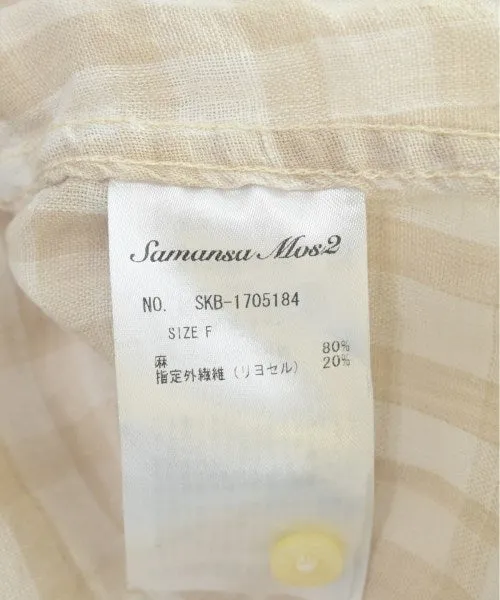 Samansa Mos2
NO. SKB-1705184
SIZE F
麻 80%
指定外繊維(リヨセル) 20%